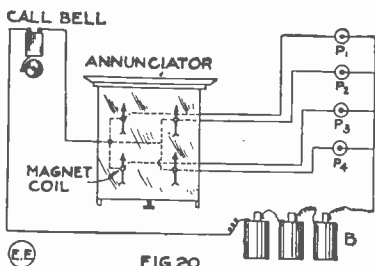 CALL BELL
ANNUNCIATOR
P1
P2
P3
P4
MAGNET
COIL
B
E.E
FIG 20